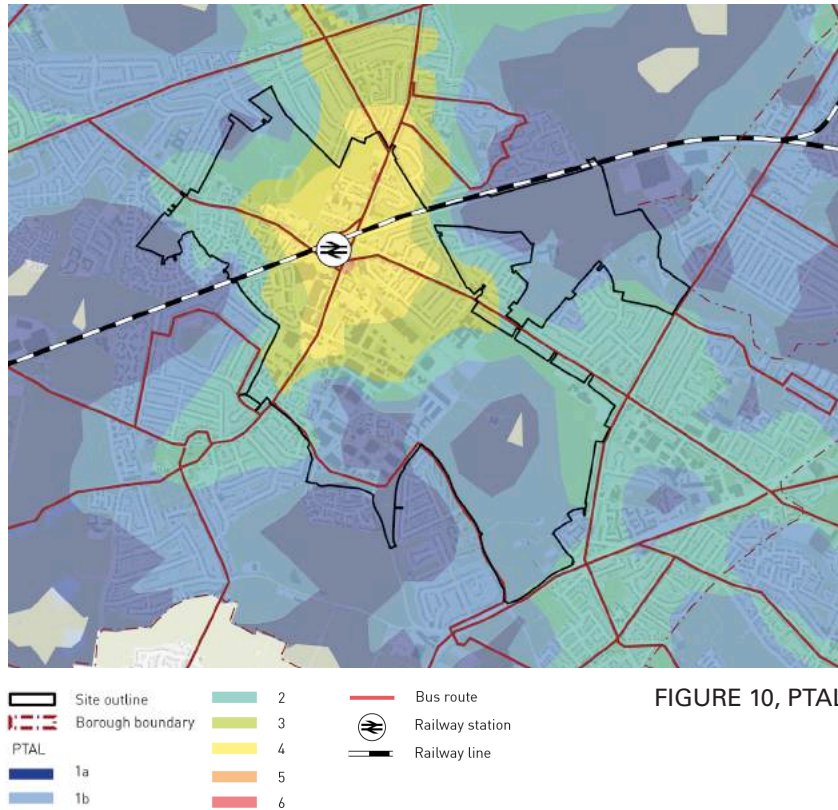 Site outline
Borough boundary
PTAL
1a
1b
2
3
4
5
6
Bus route
Railway station
Railway line
FIGURE 10, PTAL